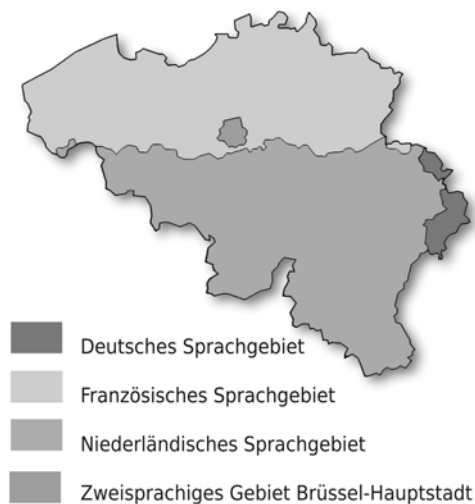 Deutsches Sprachgebiet
Französisches Sprachgebiet
Niederländisches Sprachgebiet
Zweisprachiges Gebiet Brüssel-Hauptstadt